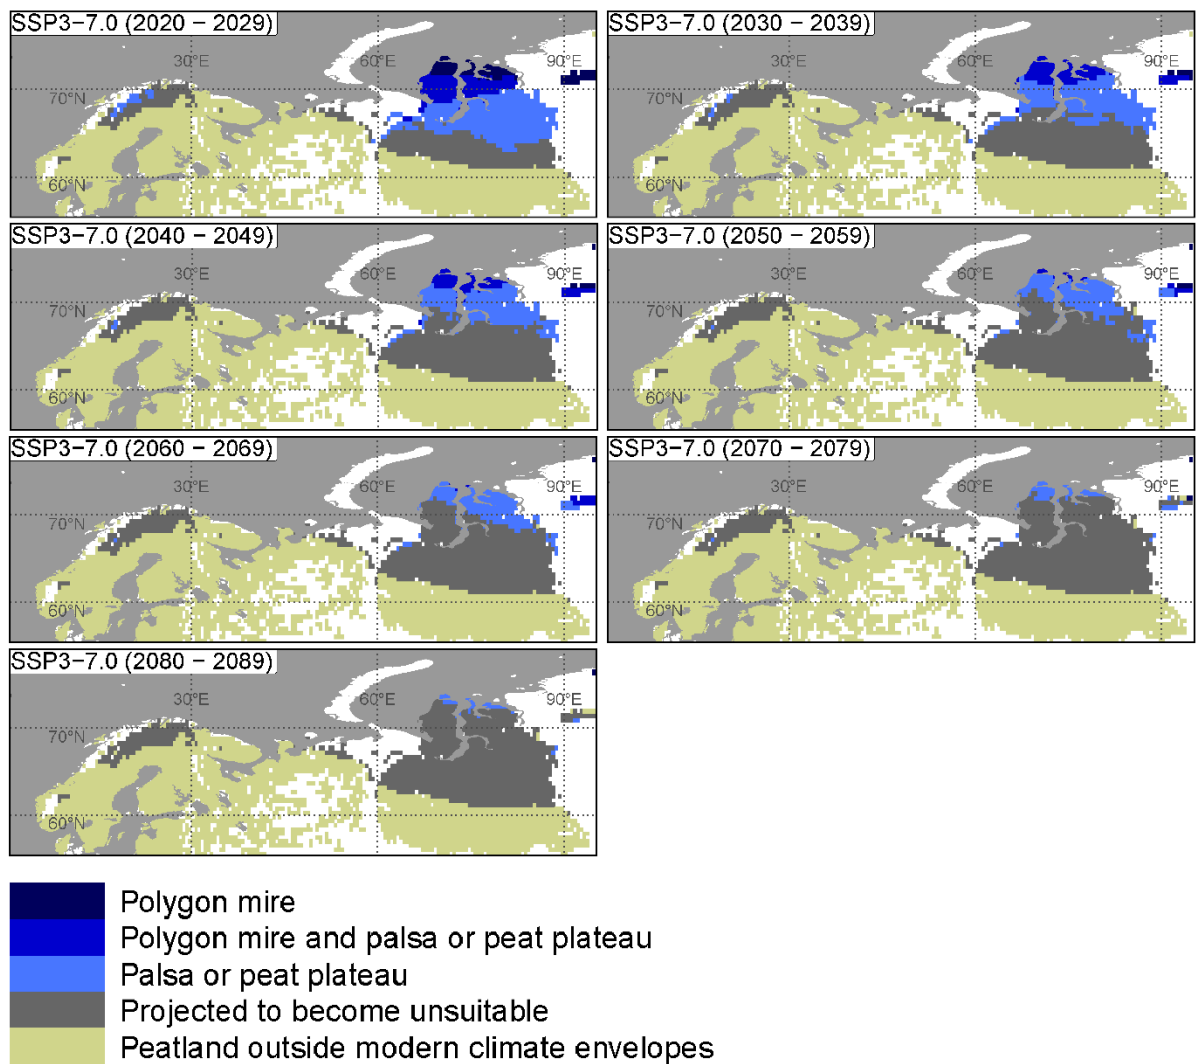 SSP3−7.0 (2020 − 2029)
30°E
60°E
90°E
70°N
60°N
SSP3−7.0 (2030 − 2039)
30°E
60°E
90°E
70°N
60°N
SSP3−7.0 (2040 − 2049)
30°E
60°E
90°E
70°N
60°N
SSP3−7.0 (2050 − 2059)
30°E
60°E
90°E
70°N
60°N
SSP3−7.0 (2060 − 2069)
30°E
60°E
90°E
70°N
60°N
SSP3−7.0 (2070 − 2079)
30°E
60°E
90°E
70°N
60°N
SSP3−7.0 (2080 − 2089)
30°E
60°E
90°E
70°N
60°N
Polygon mire
Polygon mire and palsa or peat plateau
Palsa or peat plateau
Projected to become unsuitable
Peatland outside modern climate envelopes